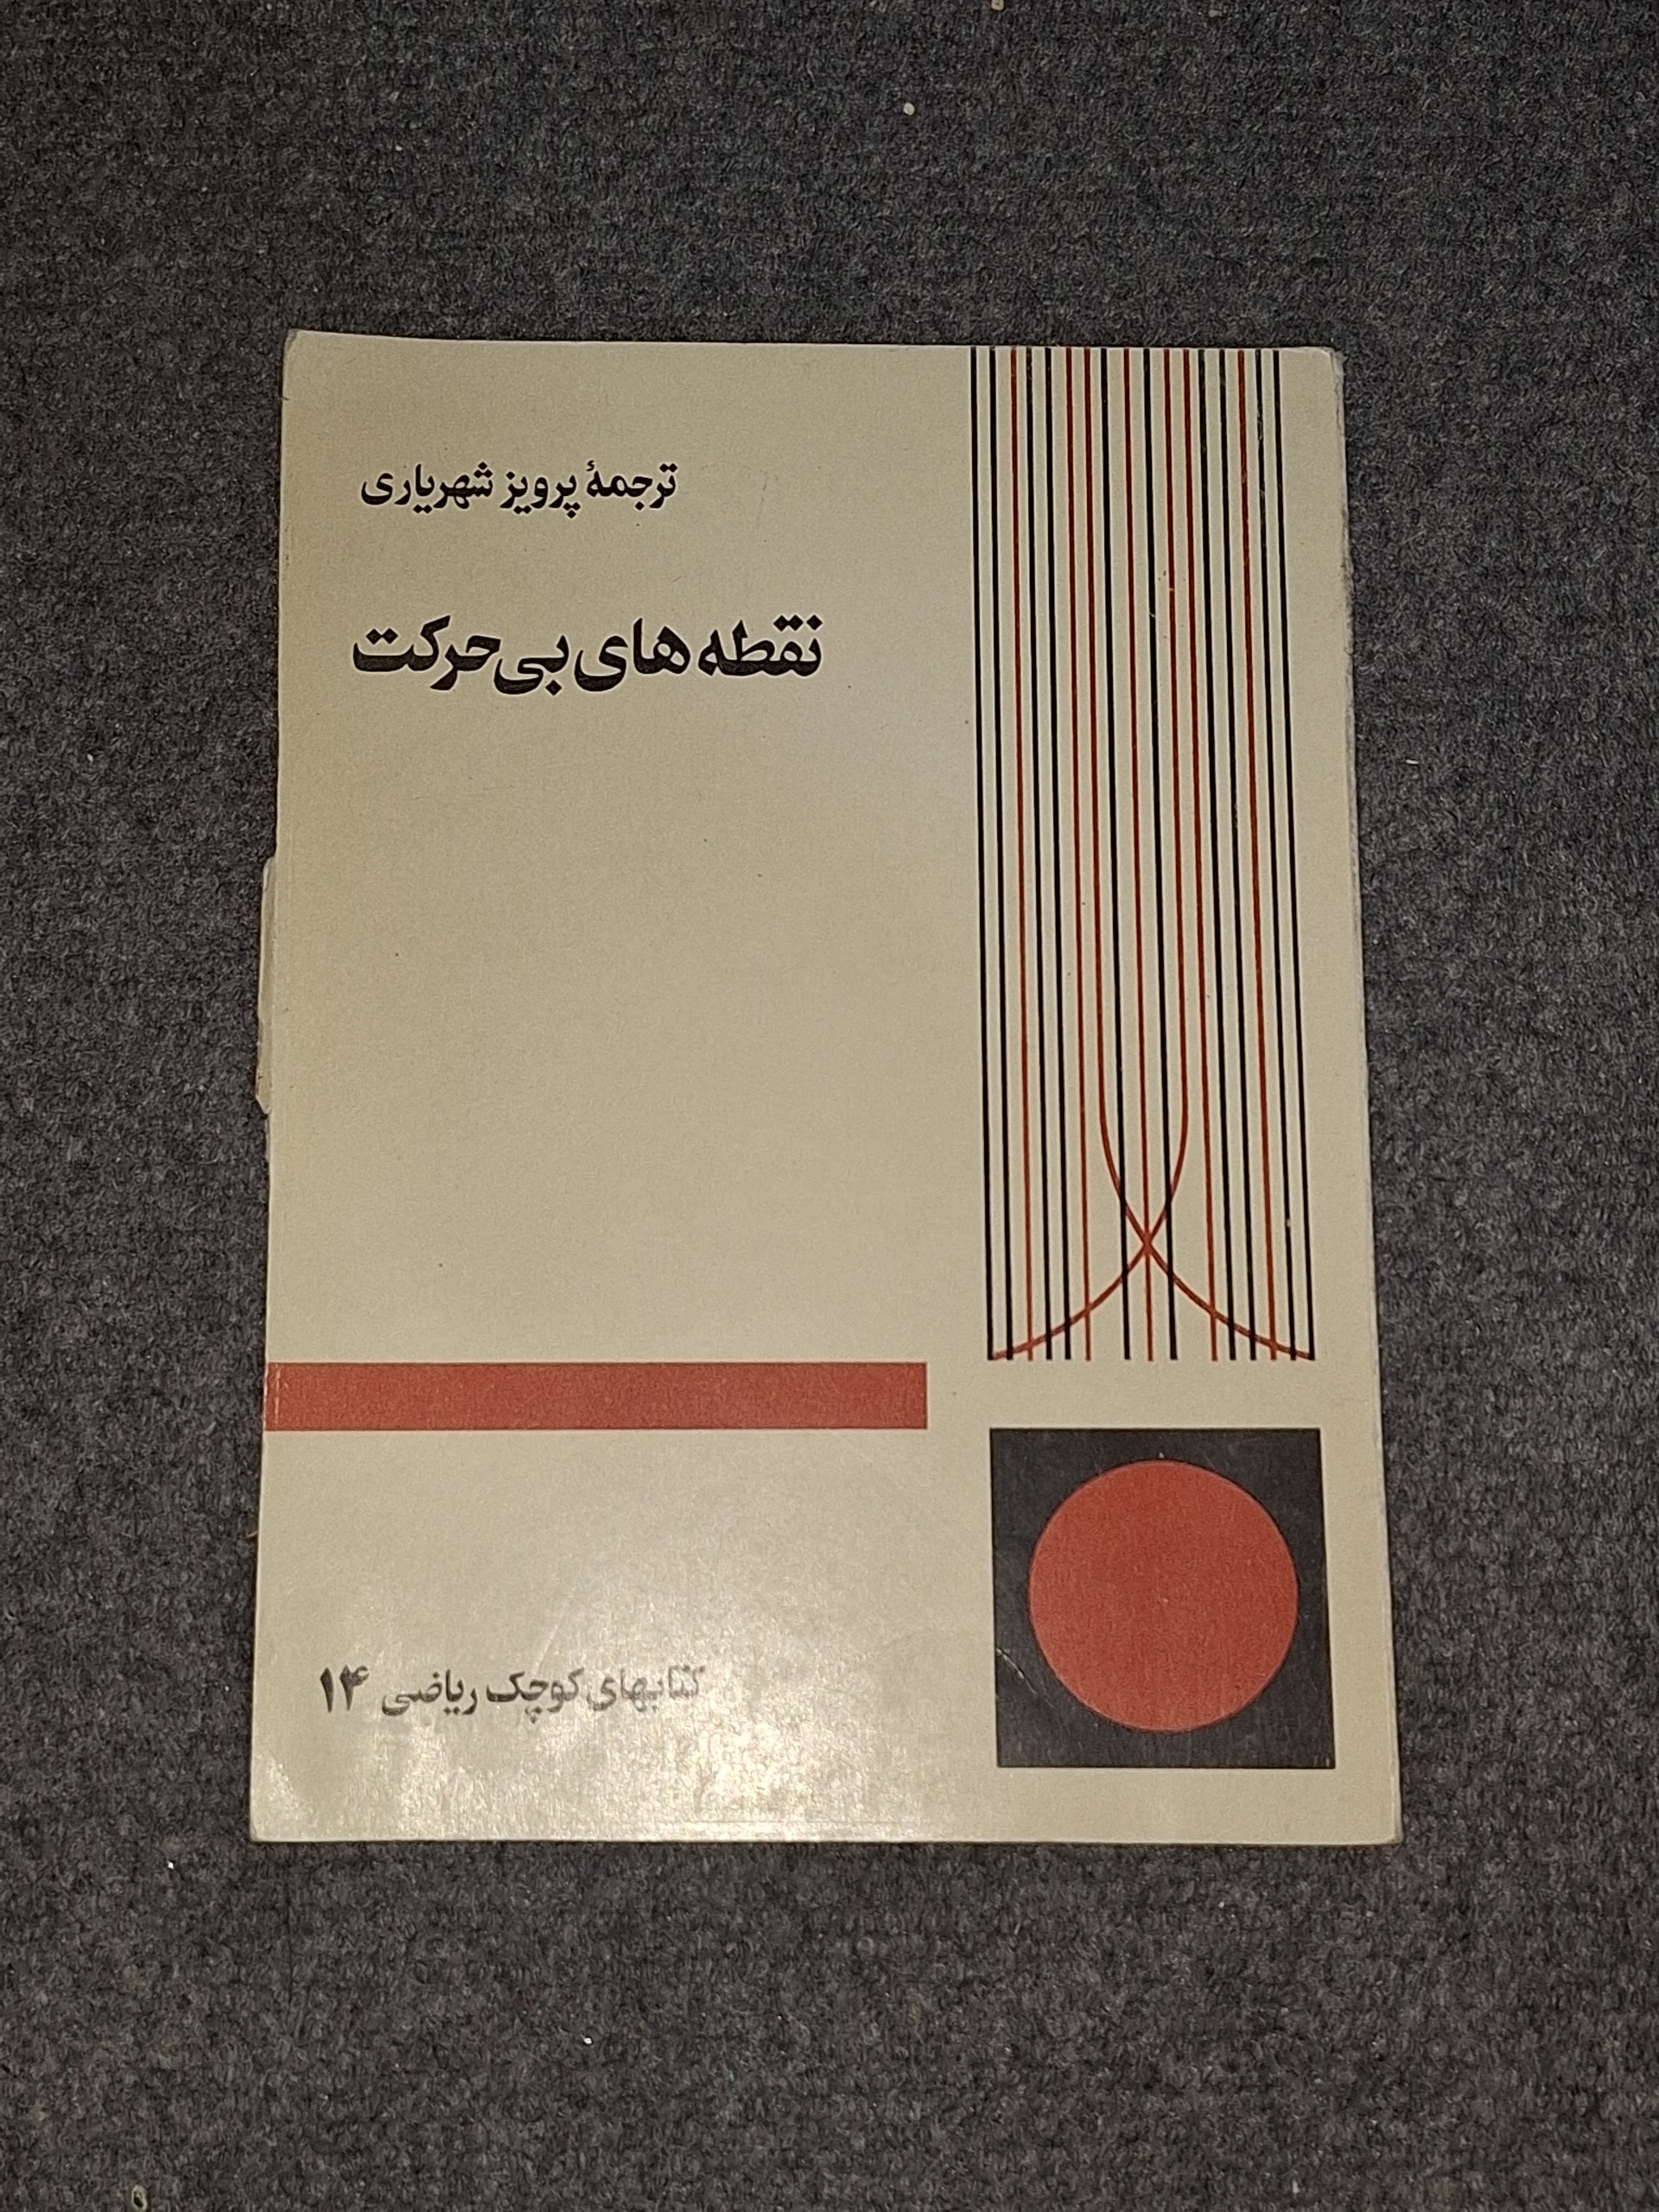 ترجمهٔ پرویز شهریاری
نقطه‌های بی‌حرکت
کتابهای کوچک ریاضی ۱۴